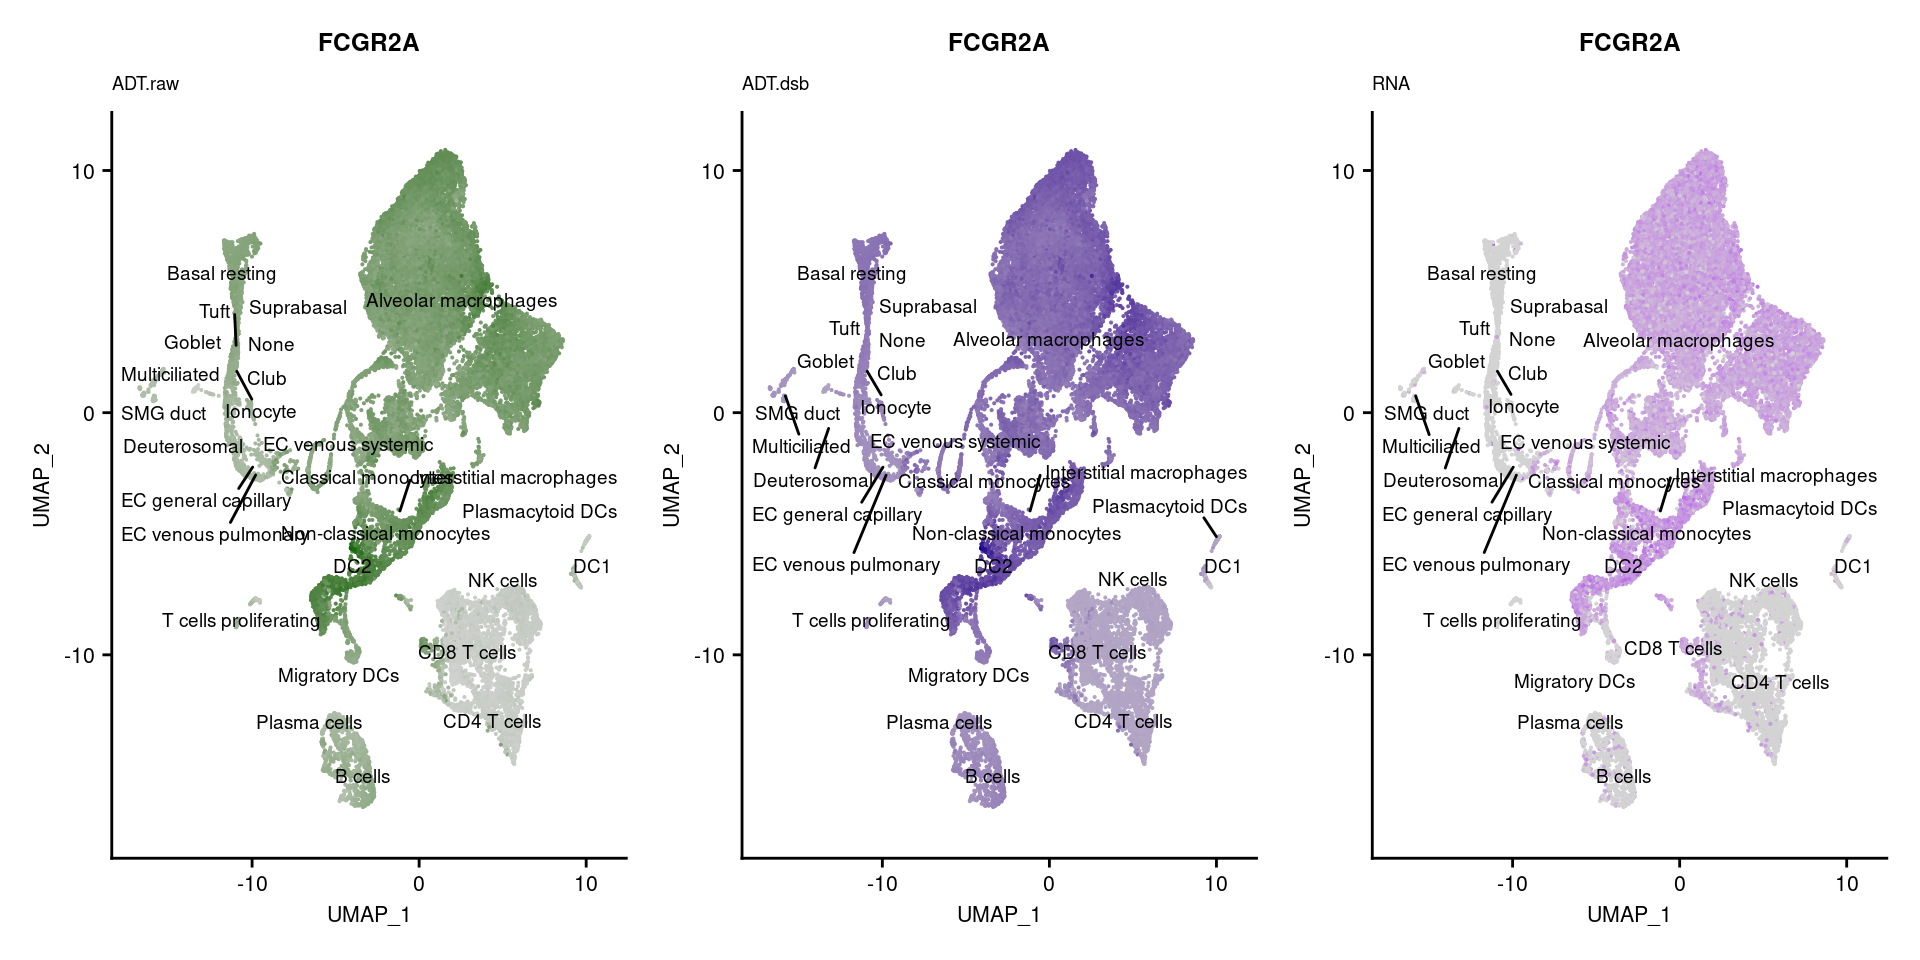 FCGR2A
ADT.raw
10
0
-10
-10
0
10
UMAP_1
UMAP_2
Basal resting
Tuft
Suprabasal
Alveolar macrophages
Goblet
None
Multiciliated
Club
SMG duct
Ionocyte
Deuterosomal
EC venous systemic
Classical monocytes
Interstitial macrophages
EC general capillary
Plasmacytoid DCs
EC venous pulmonary
Non-classical monocytes
DC2
DC1
NK cells
T cells proliferating
CD8 T cells
Migratory DCs
Plasma cells
CD4 T cells
B cells
FCGR2A
ADT.dsb
10
0
-10
-10
0
10
UMAP_1
UMAP_2
Basal resting
Suprabasal
Tuft
None
Alveolar macrophages
Goblet
Club
SMG duct
Ionocyte
Multiciliated
EC venous systemic
Deuterosomal
Classical monocytes
Interstitial macrophages
EC general capillary
Plasmacytoid DCs
Non-classical monocytes
EC venous pulmonary
DC2
DC1
NK cells
T cells proliferating
CD8 T cells
Migratory DCs
Plasma cells
CD4 T cells
B cells
FCGR2A
RNA
10
0
-10
-10
0
10
UMAP_1
UMAP_2
Basal resting
Suprabasal
Tuft
None
Alveolar macrophages
Goblet
Club
SMG duct
Ionocyte
Multiciliated
EC venous systemic
Deuterosomal
Classical monocytes
Interstitial macrophages
EC general capillary
Plasmacytoid DCs
Non-classical monocytes
EC venous pulmonary
DC2
DC1
NK cells
T cells proliferating
CD8 T cells
Migratory DCs
CD4 T cells
Plasma cells
B cells